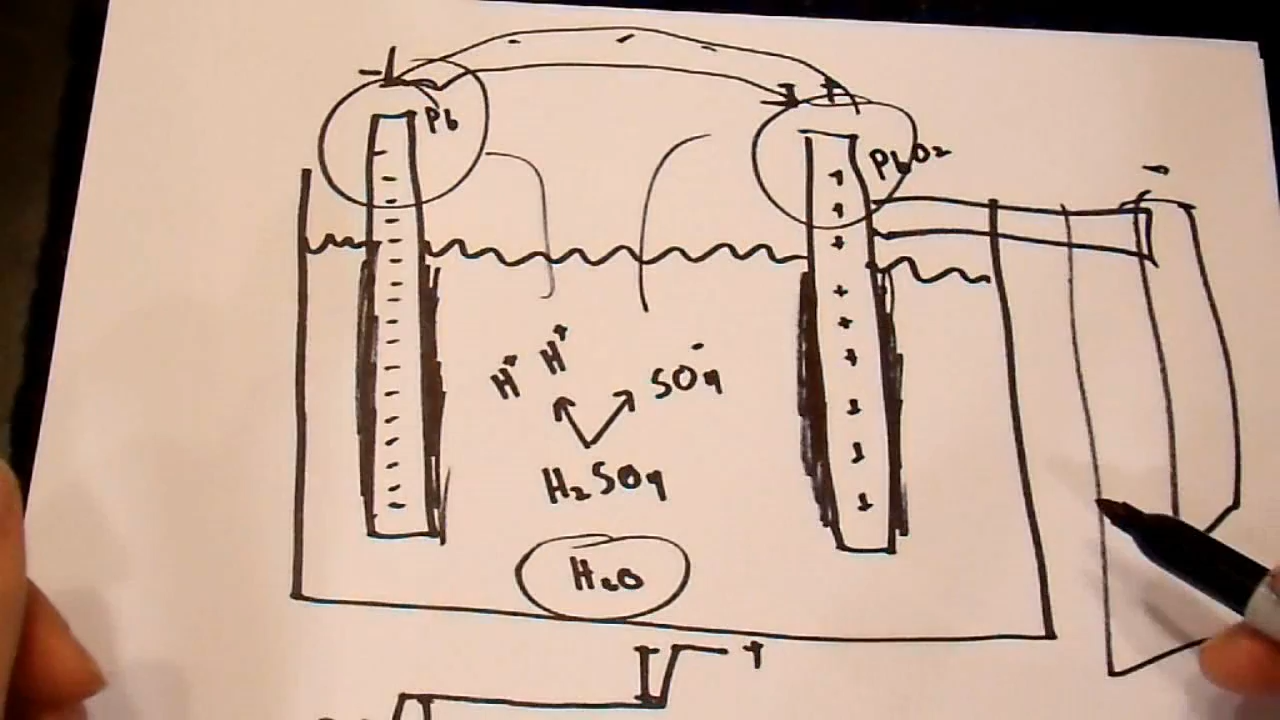 Pb
PbO2
H+ H+
SO4-
H2SO4
H2O